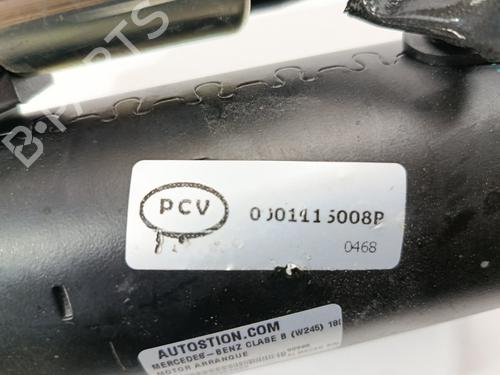 B-PARTS
PCV
0001115008P
0468
AUTOSTION.COM
MERCEDES-BENZ CLASE B (W245) 180
MOTOR ARRANQUE